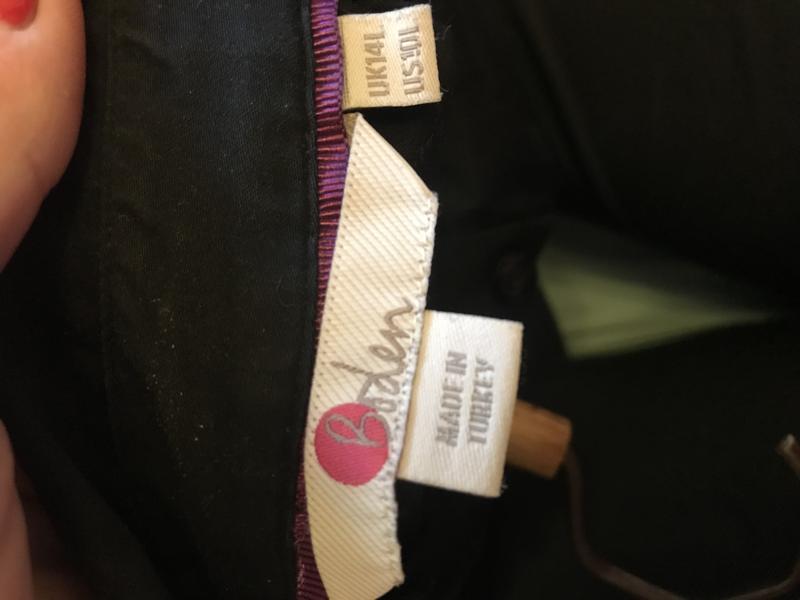 UK14L
US10L
Boden
MADE IN
TURKEY